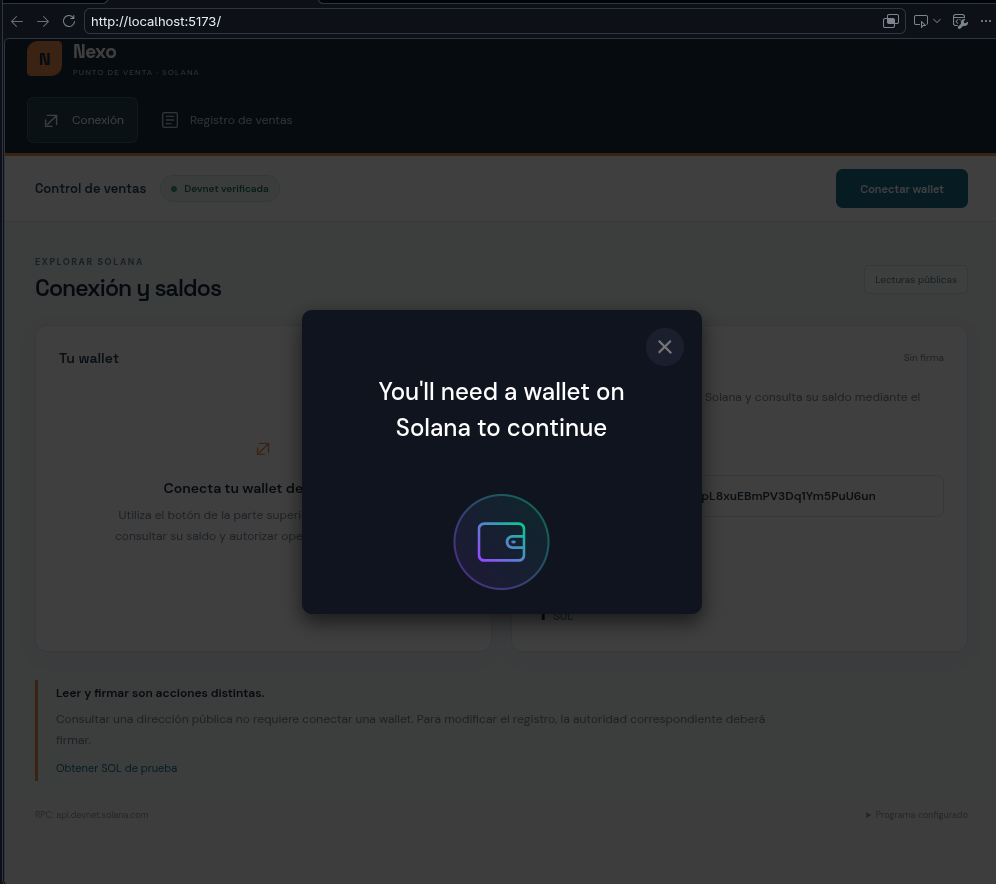 http://localhost:5173/
N
Nexo
PUNTO DE VENTA · SOLANA
Conexión
Registro de ventas
Control de ventas
Devnet verificada
Conectar wallet
EXPLORAR SOLANA
Conexión y saldos
Lecturas públicas
Tu wallet
Sin firma
You'll need a wallet on
Solana to continue
Solana y consulta su saldo mediante el
Conecta tu wallet de
pL8xuEBmPV3Dq1Ym5PuU6un
Utiliza el botón de la parte superi
consultar su saldo y autorizar ope
SOL
Leer y firmar son acciones distintas.
Consultar una dirección pública no requiere conectar una wallet. Para modificar el registro, la autoridad correspondiente deberá
firmar.
Obtener SOL de prueba
RPC: api.devnet.solana.com
Programa configurado